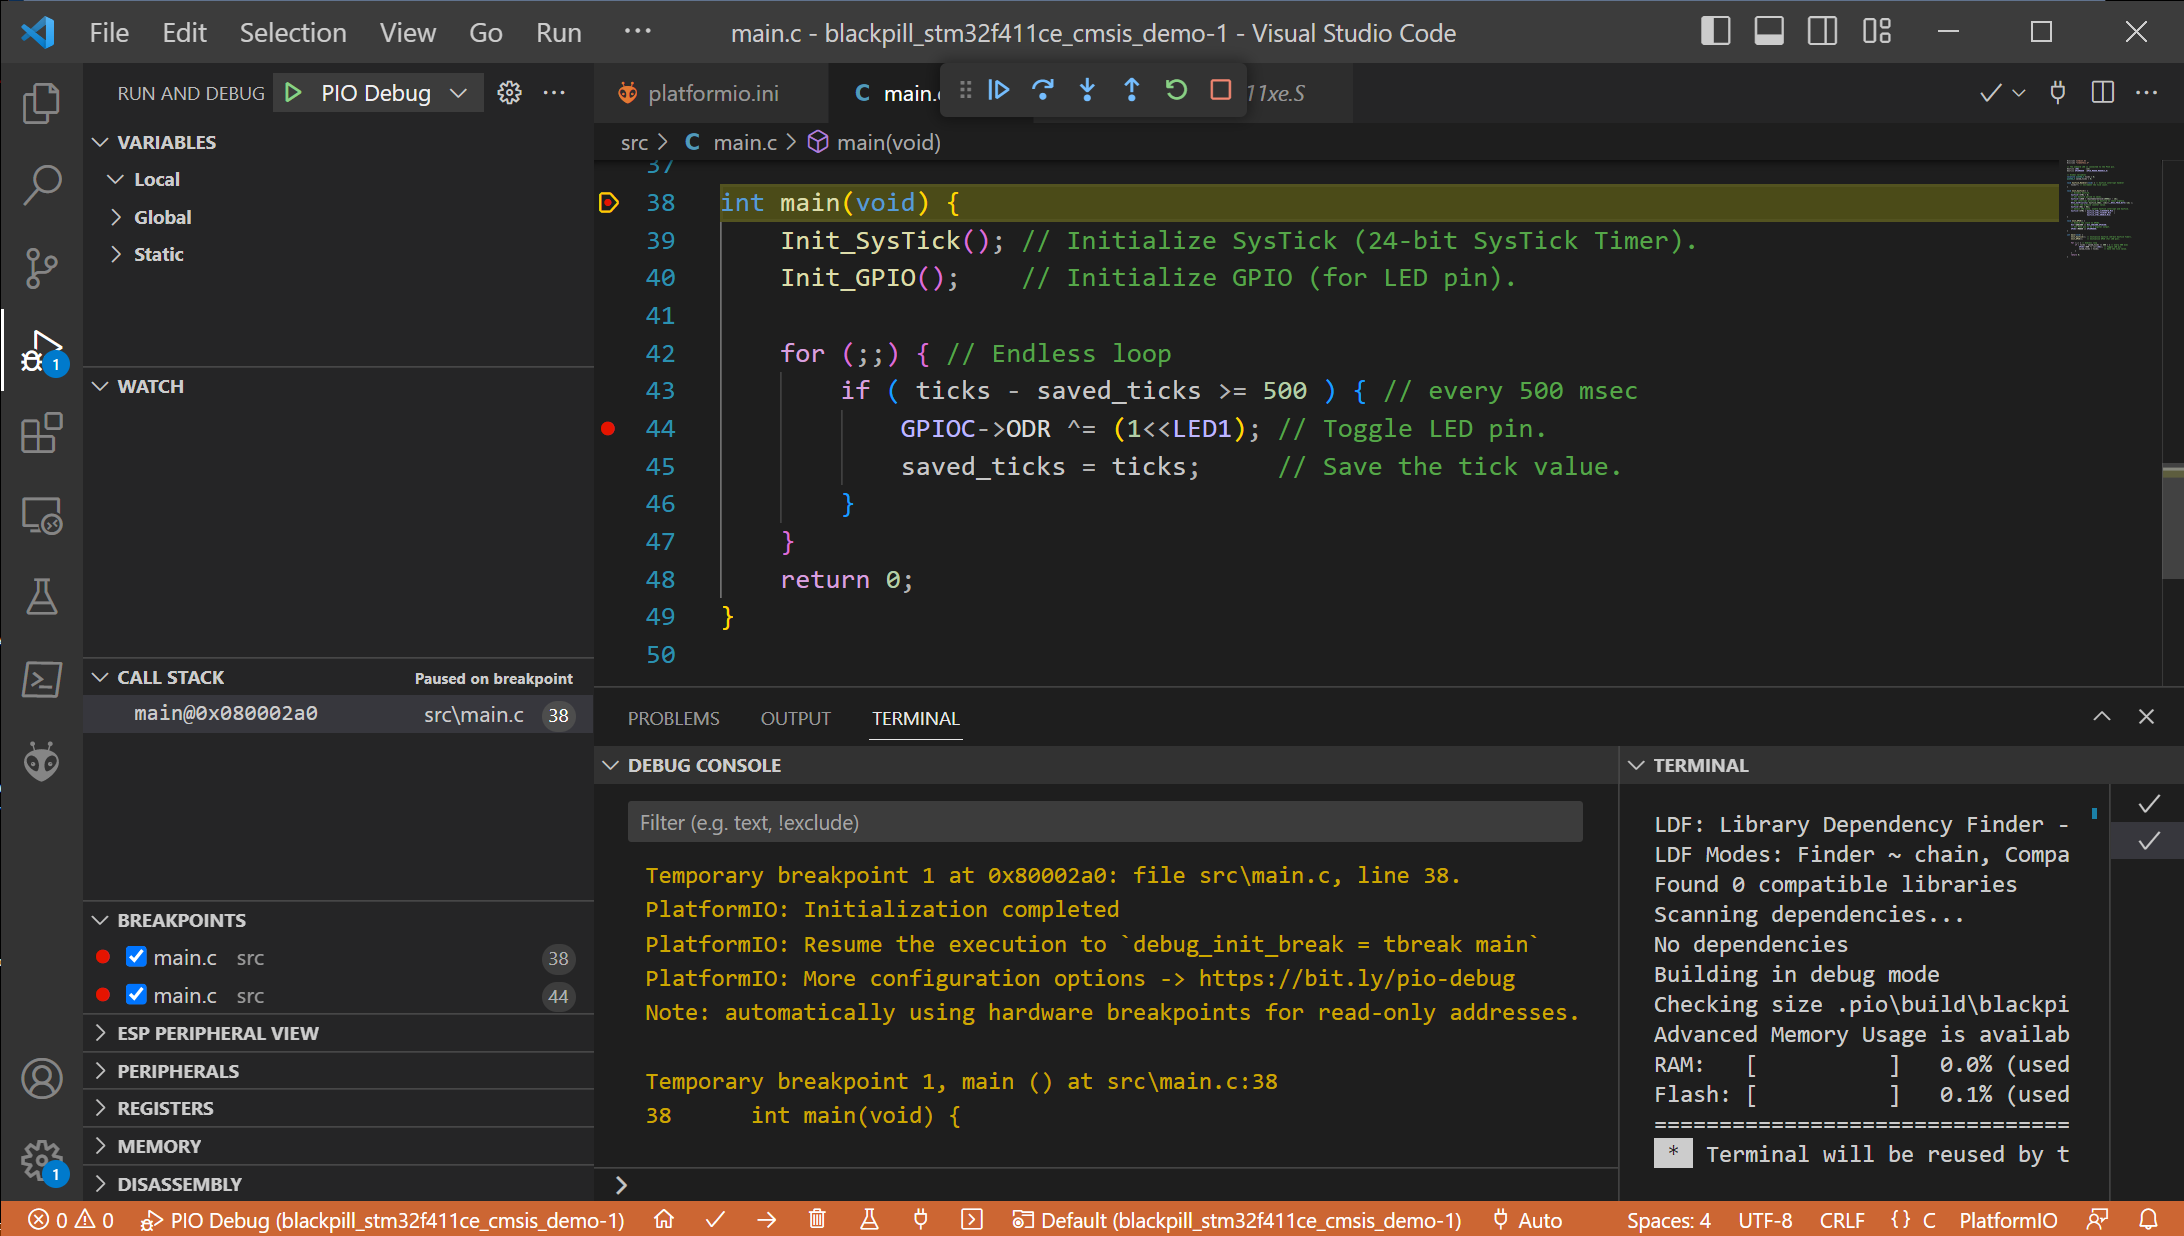 File Edit Selection View Go Run ··· main.c - blackpill_stm32f411ce_cmsis_demo-1 - Visual Studio Code
RUN AND DEBUG PIO Debug ···
VARIABLES
Local
Global
Static
WATCH
CALL STACK Paused on breakpoint
main@0x080002a0 src\main.c 38
BREAKPOINTS
main.c src 38
main.c src 44
ESP PERIPHERAL VIEW
PERIPHERALS
REGISTERS
MEMORY
DISASSEMBLY
1
1
platformio.ini C main. 11xe.S
src > C main.c > main(void)
37
38 int main(void) {
39 Init_SysTick(); // Initialize SysTick (24-bit SysTick Timer).
40 Init_GPIO(); // Initialize GPIO (for LED pin).
41
42 for (;;) { // Endless loop
43 if ( ticks - saved_ticks >= 500 ) { // every 500 msec
44 GPIOC->ODR ^= (1<<LED1); // Toggle LED pin.
45 saved_ticks = ticks; // Save the tick value.
46 }
47 }
48 return 0;
49 }
50
PROBLEMS OUTPUT TERMINAL
DEBUG CONSOLE
Filter (e.g. text, !exclude)
Temporary breakpoint 1 at 0x80002a0: file src\main.c, line 38.
PlatformIO: Initialization completed
PlatformIO: Resume the execution to `debug_init_break = tbreak main`
PlatformIO: More configuration options -> https://bit.ly/pio-debug
Note: automatically using hardware breakpoints for read-only addresses.
Temporary breakpoint 1, main () at src\main.c:38
38 int main(void) {
>
TERMINAL
LDF: Library Dependency Finder -
LDF Modes: Finder ~ chain, Compa
Found 0 compatible libraries
Scanning dependencies...
No dependencies
Building in debug mode
Checking size .pio\build\blackpi
Advanced Memory Usage is availab
RAM: [ ] 0.0% (used
Flash: [ ] 0.1% (used
================================
* Terminal will be reused by t
0 0 PIO Debug (blackpill_stm32f411ce_cmsis_demo-1) Default (blackpill_stm32f411ce_cmsis_demo-1) Auto Spaces: 4 UTF-8 CRLF {} C PlatformIO